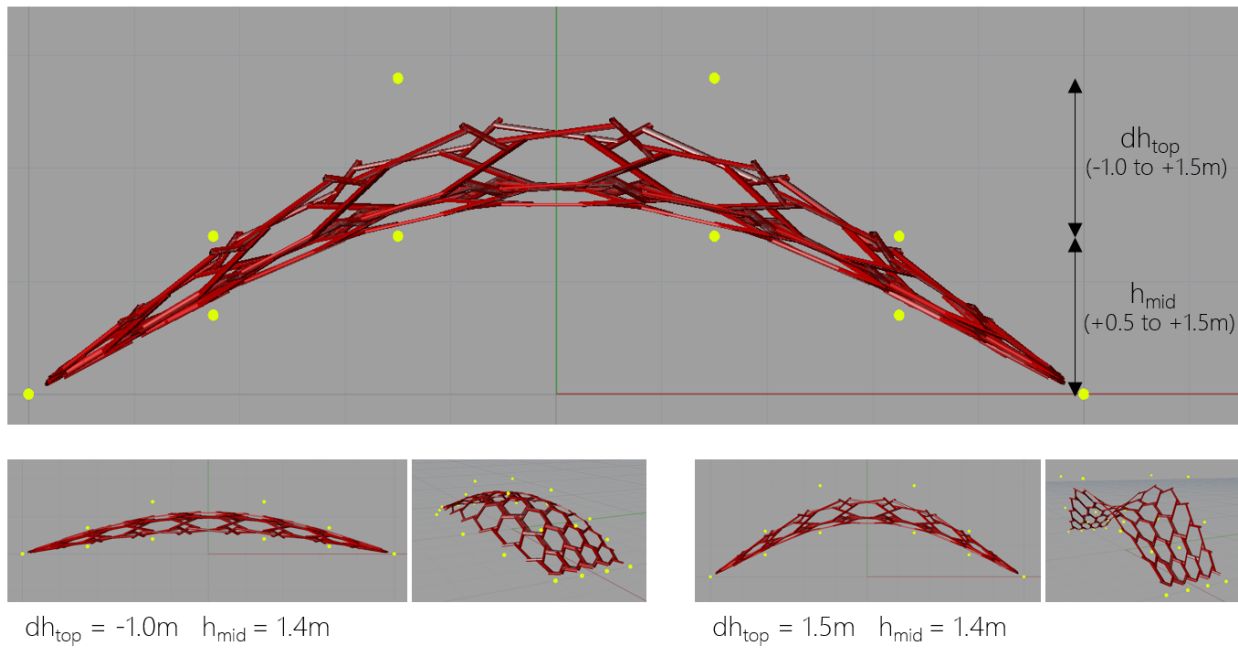 dh_top
(-1.0 to +1.5m)
h_mid
(+0.5 to +1.5m)
dh_top = -1.0m h_mid = 1.4m
dh_top = 1.5m h_mid = 1.4m